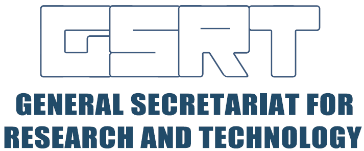 GSRT
GENERAL SECRETARIAT FOR
RESEARCH AND TECHNOLOGY